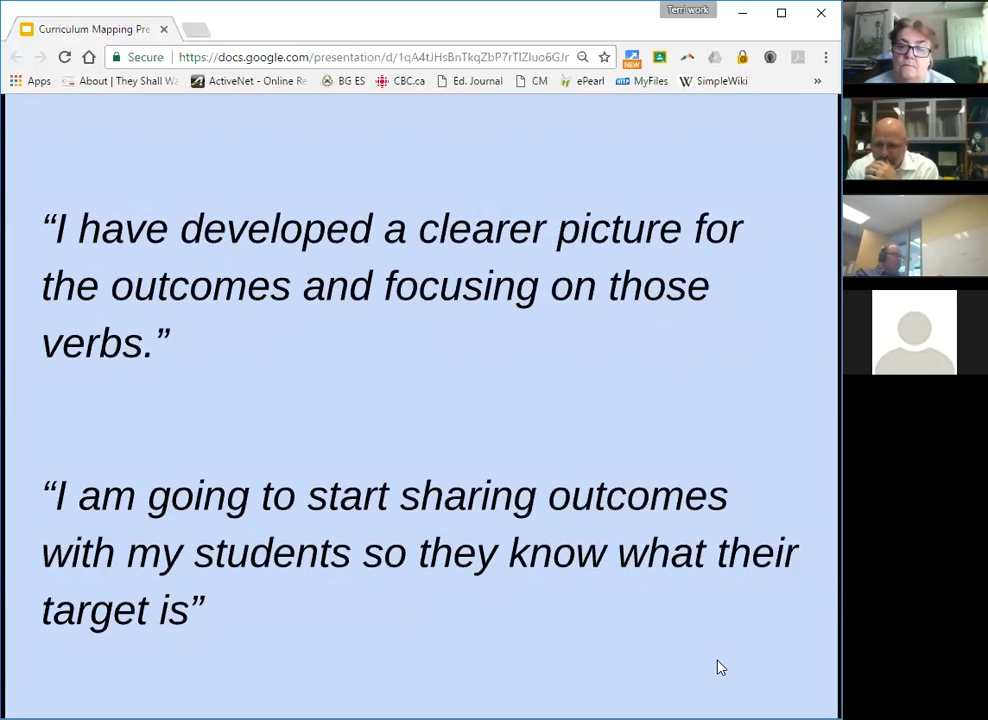 Terri work
Curriculum Mapping Pre
Secure
https://docs.google.com/presentation/d/1qA4tJHsBnTkqZbP7rTlZluo6GJr
NEW
Apps
About | They Shall W
ActiveNet - Online Re
BG ES
CBC.ca
Ed. Journal
CM
ePearl
MyFiles
SimpleWiki
»
“I have developed a clearer picture for
the outcomes and focusing on those
verbs.”
“I am going to start sharing outcomes
with my students so they know what their
target is”